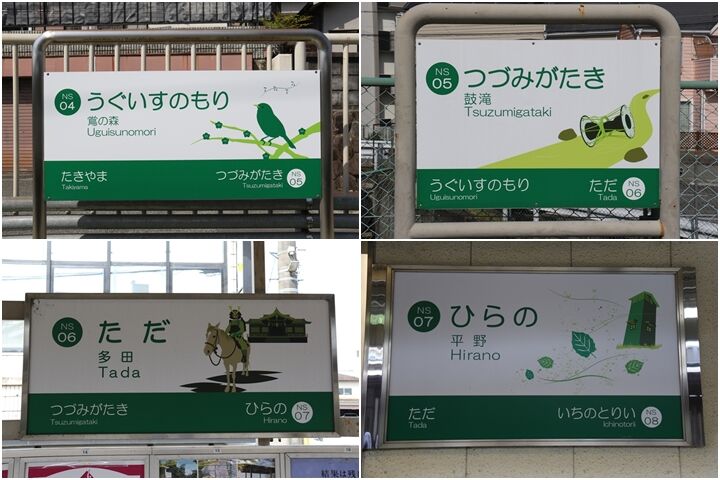 NS
04
うぐいすのもり
鴬の森
Uguisunomori
たきやま
Takiyama
つづみがたき
Tsuzumigataki
NS
05
NS
05
つづみがたき
鼓滝
Tsuzumigataki
うぐいすのもり
Uguisunomori
ただ
Tada
NS
06
NS
06
ただ
多田
Tada
つづみがたき
Tsuzumigataki
ひらの
Hirano
NS
07
結果は残
NS
07
ひらの
平野
Hirano
ただ
Tada
いちのとりい
Ichinotorii
NS
08